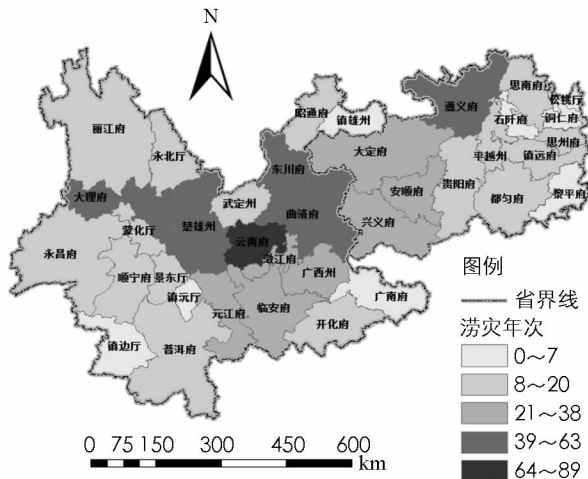 N
丽江府
永北厅
昭通府
镇雄州
遵义府
思南府
松桃厅
石阡府
铜仁府
思州府
大定府
平越州
镇远府
东川府
大理府
武定州
安顺府
贵阳府
黎平府
都匀府
楚雄州
曲靖府
蒙化厅
兴义府
云南府
永昌府
澂江府
顺宁府
景东厅
广西州
镇沅厅
广南府
元江府
临安府
开化府
镇边厅
普洱府
图例
省界线
涝灾年次
0～7
8～20
21～38
39～63
64～89
0 75 150 300 450 600
km